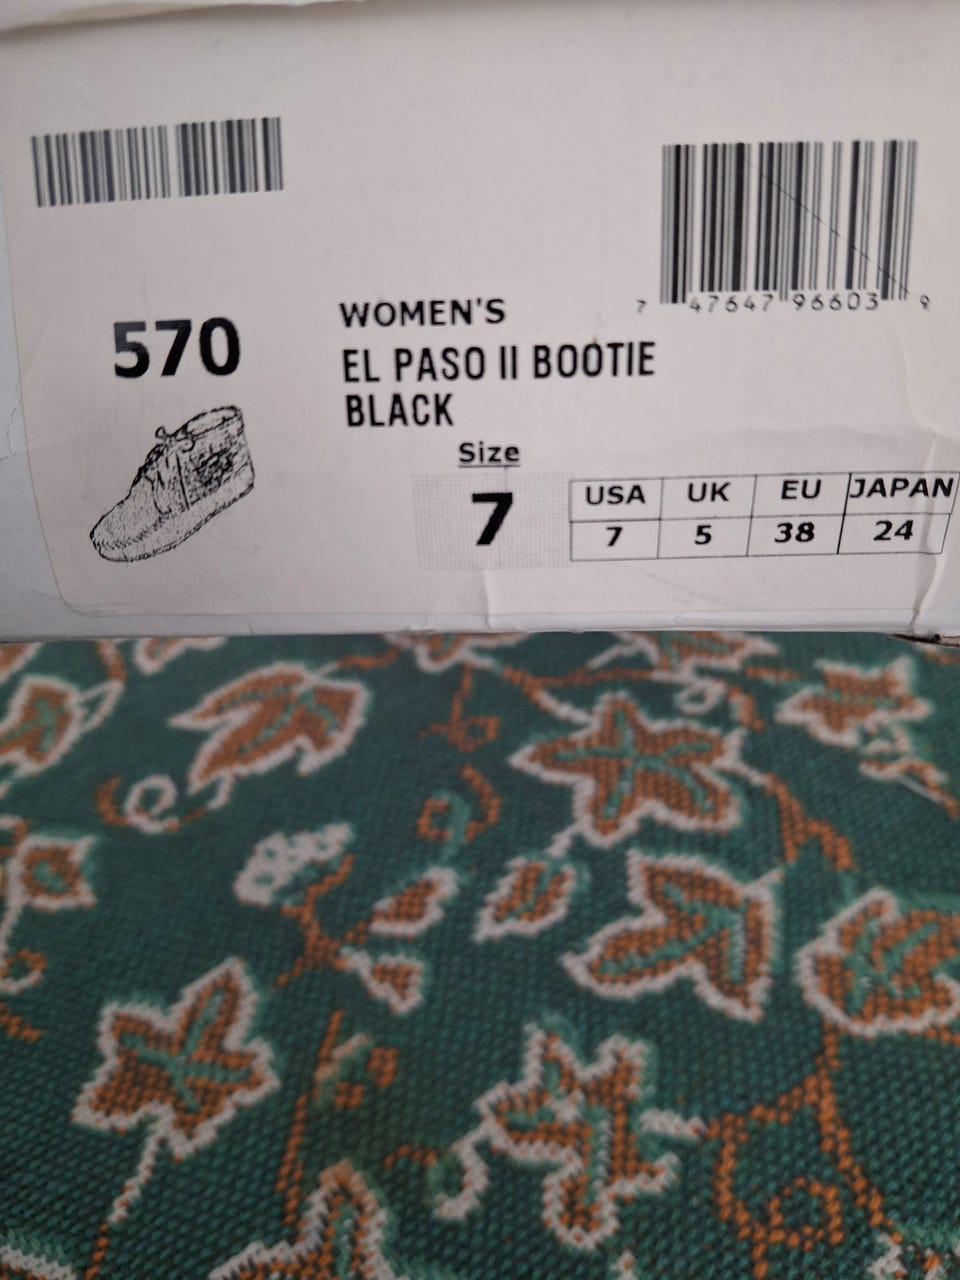 7 47647 96603 9
570
WOMEN'S
EL PASO II BOOTIE
BLACK
Size
7
USA UK EU JAPAN
7 5 38 24